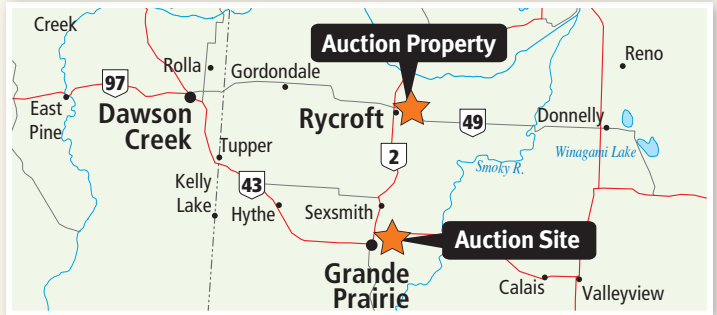 Creek
Auction Property
Reno
Rolla
Gordondale
97
East
Pine
Dawson
Creek
Rycroft
49
Donnelly
Winagami Lake
Tupper
2
Smoky R.
Kelly
Lake
43
Hythe
Sexsmith
Auction Site
Grande
Prairie
Calais
Valleyview